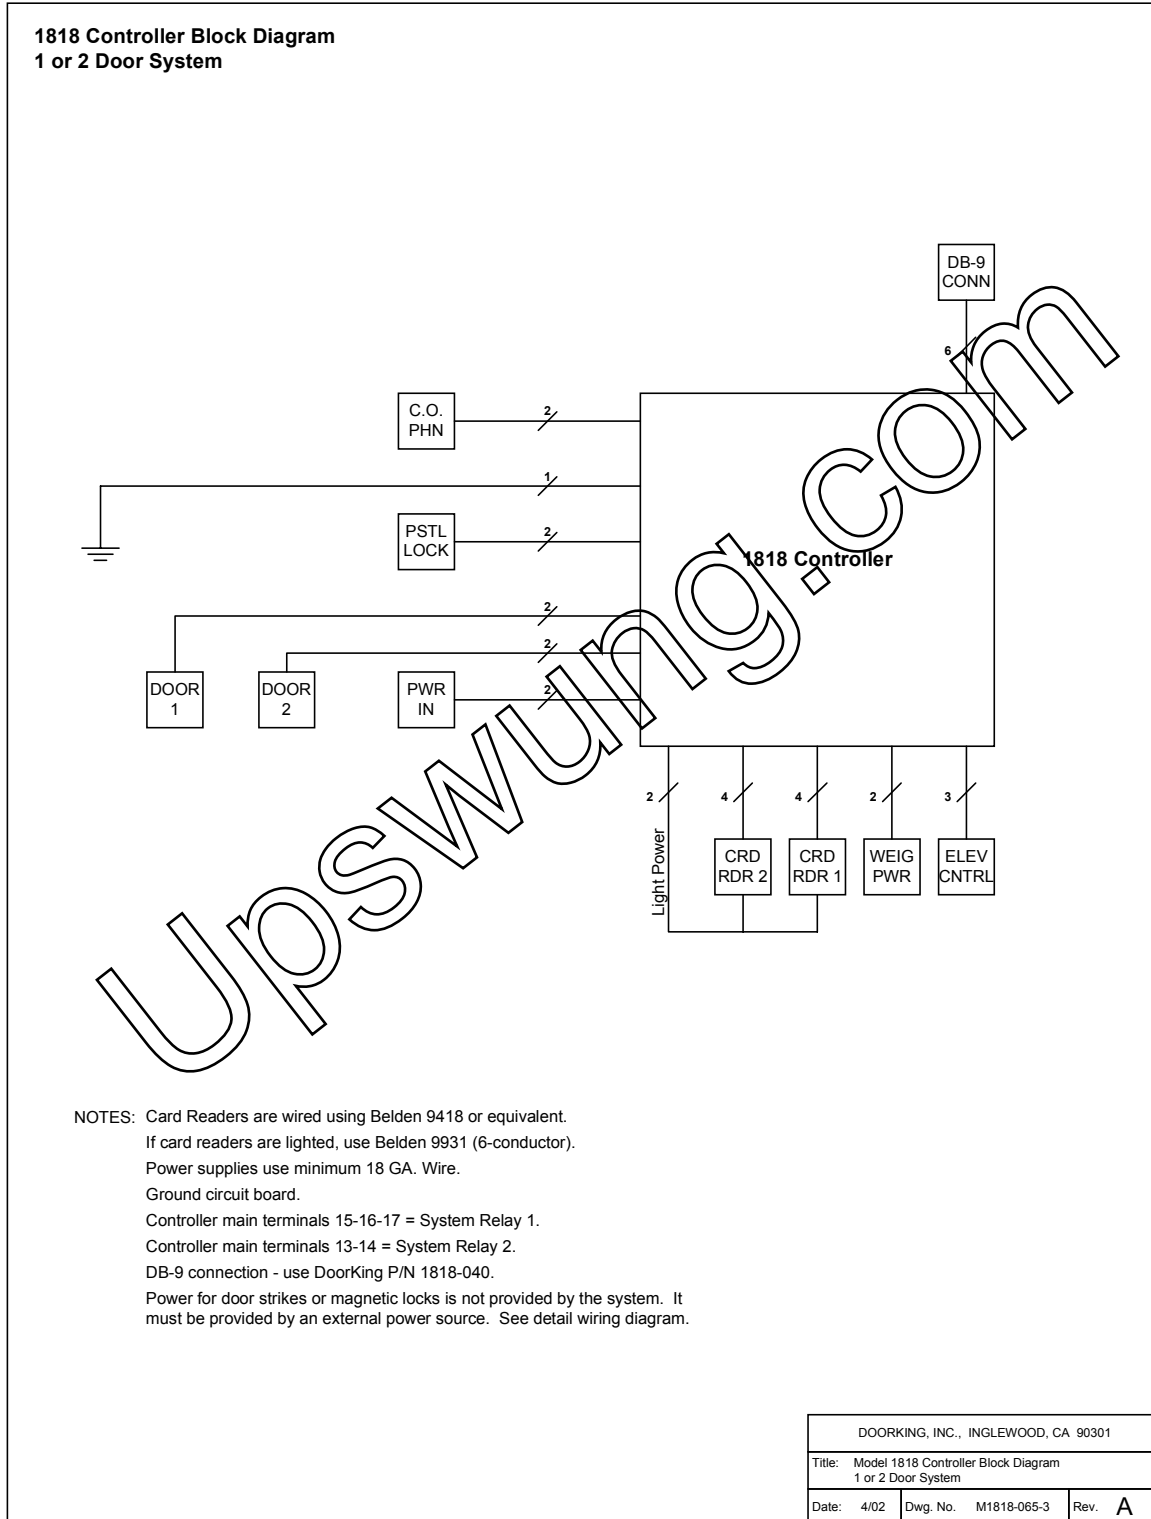 1818 Controller Block Diagram
1 or 2 Door System
DB-9
CONN
6
C.O.
PHN
2
1
PSTL
LOCK
2
1818 Controller
2
2
DOOR
1
DOOR
2
PWR
IN
2
2
4
4
2
3
Light Power
CRD
RDR 2
CRD
RDR 1
WEIG
PWR
ELEV
CNTRL
Upswung.com
NOTES: Card Readers are wired using Belden 9418 or equivalent.
If card readers are lighted, use Belden 9931 (6-conductor).
Power supplies use minimum 18 GA. Wire.
Ground circuit board.
Controller main terminals 15-16-17 = System Relay 1.
Controller main terminals 13-14 = System Relay 2.
DB-9 connection - use DoorKing P/N 1818-040.
Power for door strikes or magnetic locks is not provided by the system. It
must be provided by an external power source. See detail wiring diagram.
DOORKING, INC., INGLEWOOD, CA 90301
Title: Model 1818 Controller Block Diagram
1 or 2 Door System
Date: 4/02 Dwg. No. M1818-065-3 Rev. A